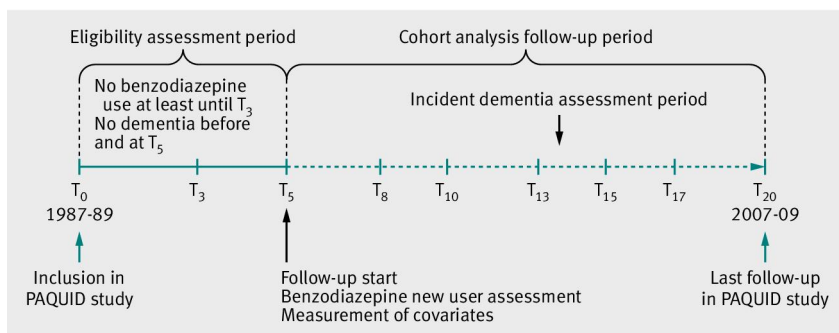 Eligibility assessment period
Cohort analysis follow-up period
No benzodiazepine
use at least until T3
No dementia before
and at T5
Incident dementia assessment period
T0
T3
T5
T8
T10
T13
T15
T17
T20
1987-89
2007-09
Inclusion in
PAQUID study
Follow-up start
Benzodiazepine new user assessment
Measurement of covariates
Last follow-up
in PAQUID study